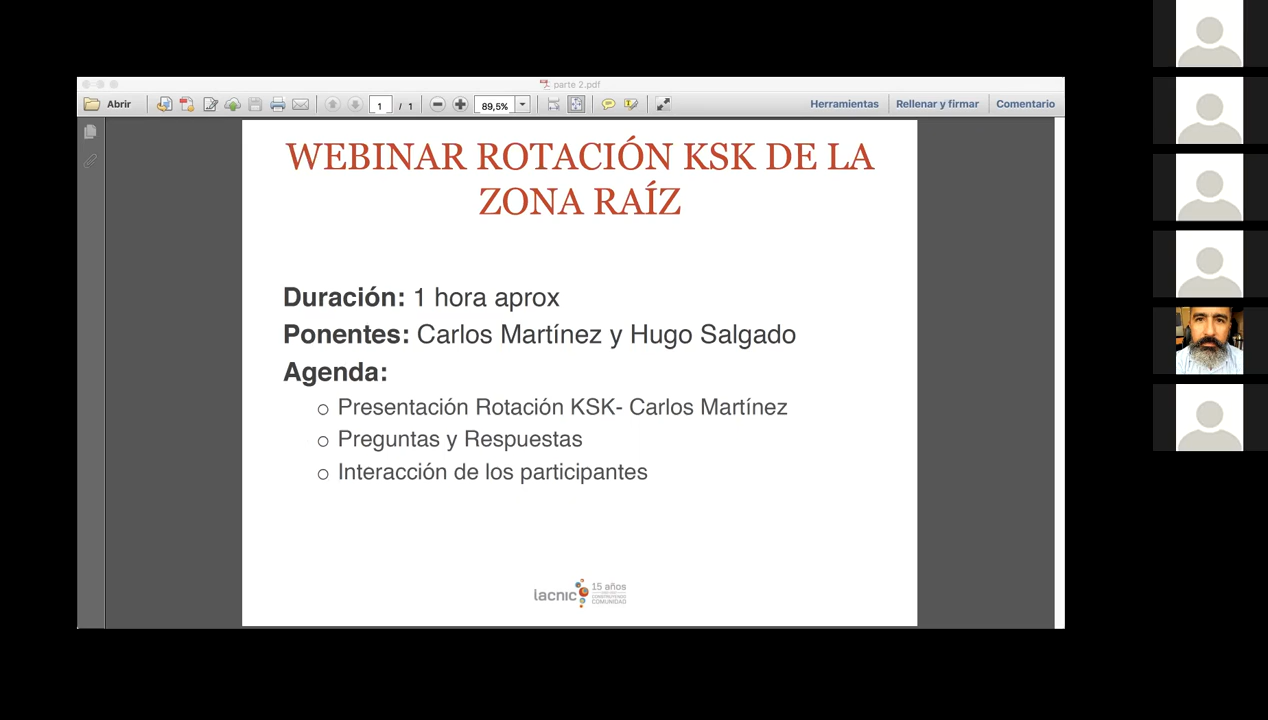 parte 2.pdf
Abrir
1 / 1
89,5%
Herramientas
Rellenar y firmar
Comentario
WEBINAR ROTACIÓN KSK DE LA
ZONA RAÍZ
Duración: 1 hora aprox
Ponentes: Carlos Martínez y Hugo Salgado
Agenda:
Presentación Rotación KSK- Carlos Martínez
Preguntas y Respuestas
Interacción de los participantes
lacnic
15 años
CONSTRUYENDO
COMUNIDAD